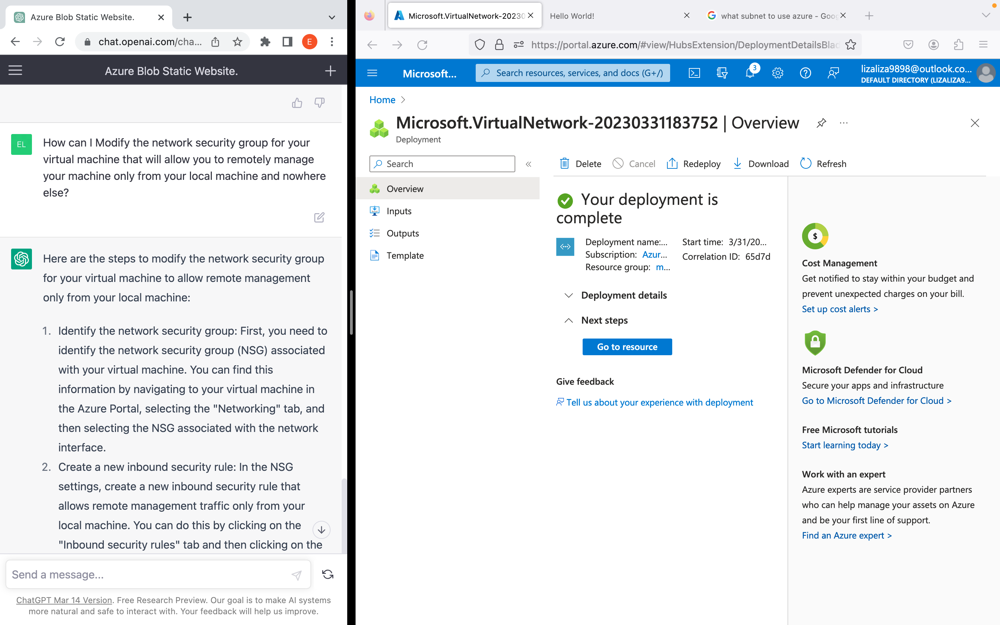 Azure Blob Static Website.
chat.openai.com/cha...
E
Azure Blob Static Website.
EL
How can I Modify the network security group for your
virtual machine that will allow you to remotely manage
your machine only from your local machine and nowhere
else?
Here are the steps to modify the network security group
for your virtual machine to allow remote management
only from your local machine:
1. Identify the network security group: First, you need to
identify the network security group (NSG) associated
with your virtual machine. You can find this
information by navigating to your virtual machine in
the Azure Portal, selecting the "Networking" tab, and
then selecting the NSG associated with the network
interface.
2. Create a new inbound security rule: In the NSG
settings, create a new inbound security rule that
allows remote management traffic only from your
local machine. You can do this by clicking on the
"Inbound security rules" tab and then clicking on the
Send a message...
ChatGPT Mar 14 Version. Free Research Preview. Our goal is to make AI systems
more natural and safe to interact with. Your feedback will help us improve.
Microsoft.VirtualNetwork-20230
Hello World!
what subnet to use azure - Goog
https://portal.azure.com/#view/HubsExtension/DeploymentDetailsBlad
Microsoft...
Search resources, services, and docs (G+/)
3
lizaliza9898@outlook.co...
DEFAULT DIRECTORY (LIZALIZA9...
Home
Microsoft.VirtualNetwork-20230331183752 | Overview
Deployment
Search
Delete
Cancel
Redeploy
Download
Refresh
Overview
Inputs
Outputs
Template
Your deployment is
complete
Deployment name:...
Subscription: Azur...
Resource group: m...
Start time: 3/31/20...
Correlation ID: 65d7d
Deployment details
Next steps
Go to resource
Give feedback
Tell us about your experience with deployment
$
Cost Management
Get notified to stay within your budget and
prevent unexpected charges on your bill.
Set up cost alerts >
Microsoft Defender for Cloud
Secure your apps and infrastructure
Go to Microsoft Defender for Cloud >
Free Microsoft tutorials
Start learning today >
Work with an expert
Azure experts are service provider partners
who can help manage your assets on Azure
and be your first line of support.
Find an Azure expert >